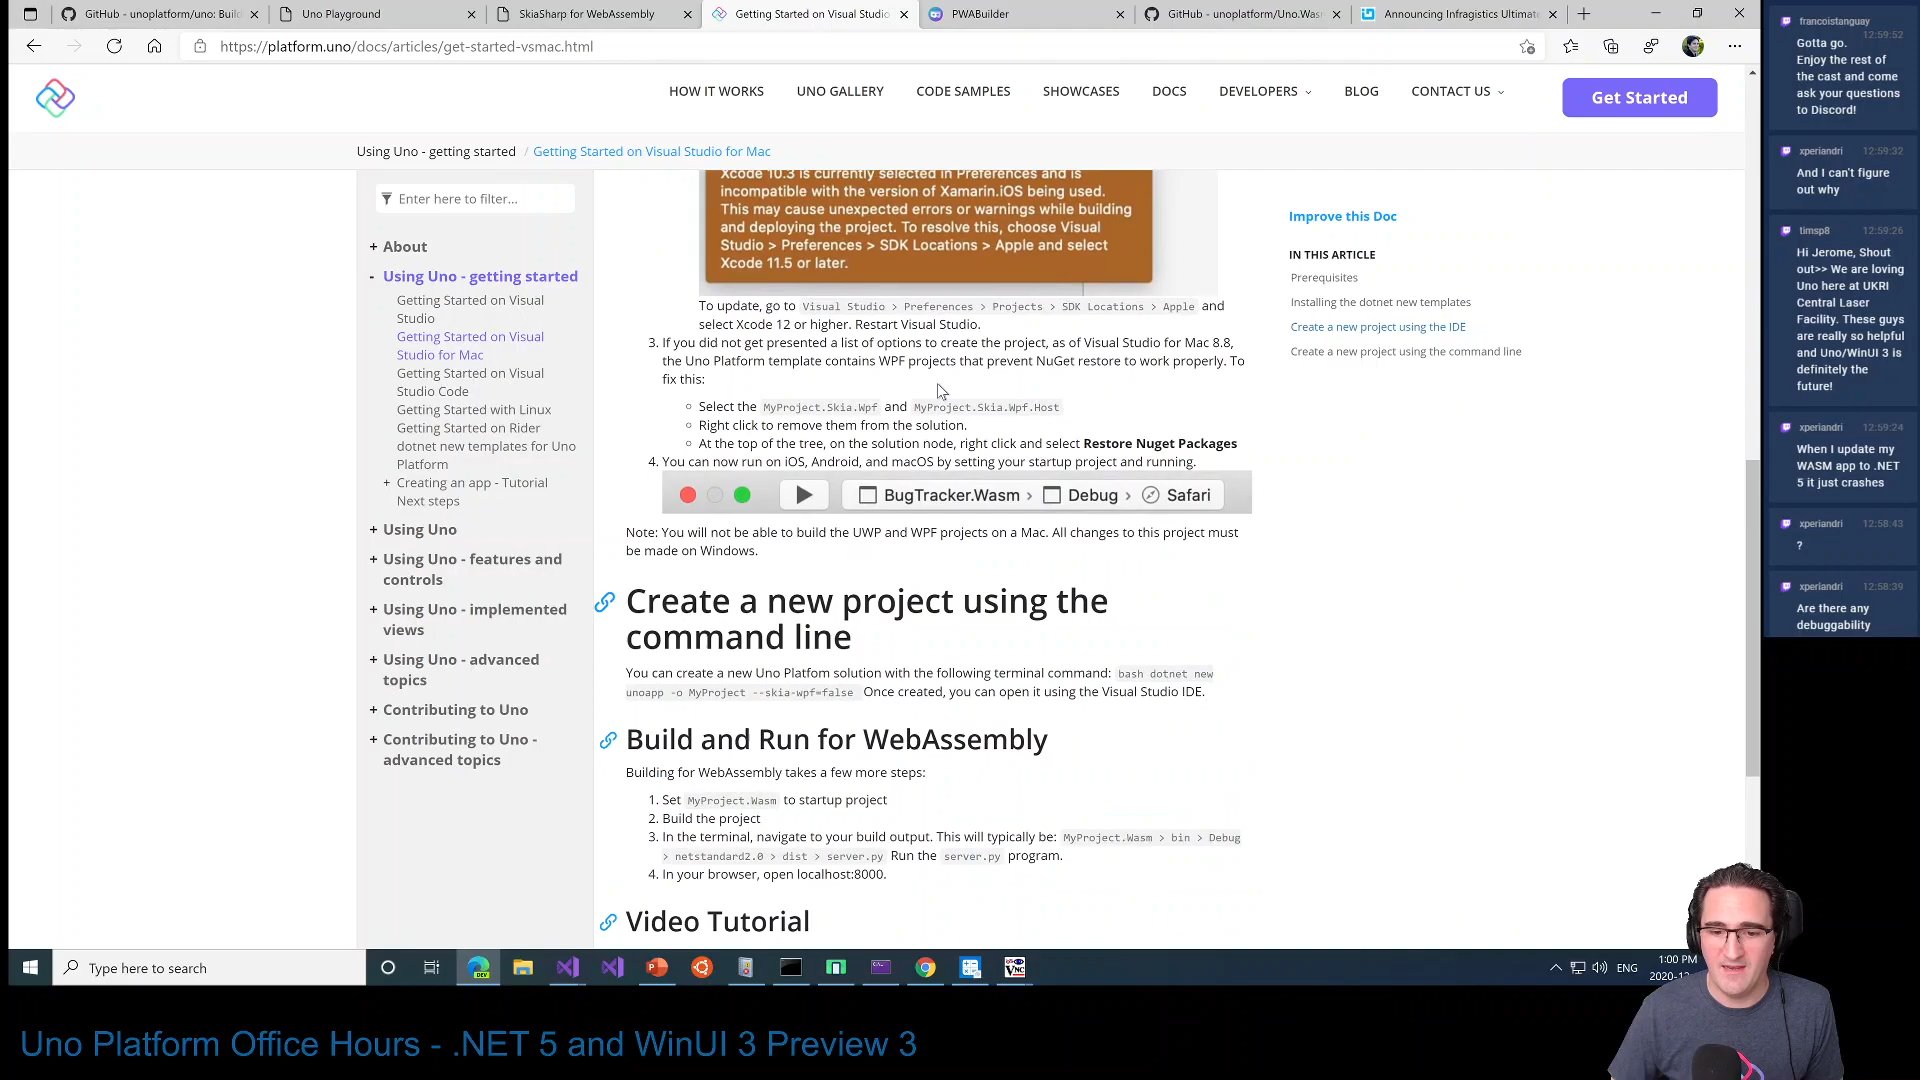 GitHub - unoplatform/uno: Buil
Uno Playground
SkiaSharp for WebAssembly
Getting Started on Visual Studio
PWABuilder
GitHub - unoplatform/Uno.Wasm
Announcing Infragistics Ultimate
https://platform.uno/docs/articles/get-started-vsmac.html
HOW IT WORKS
UNO GALLERY
CODE SAMPLES
SHOWCASES
DOCS
DEVELOPERS
BLOG
CONTACT US
Get Started
Using Uno - getting started / Getting Started on Visual Studio for Mac
Enter here to filter...
+ About
- Using Uno - getting started
Getting Started on Visual
Studio
Getting Started on Visual
Studio for Mac
Getting Started on Visual
Studio Code
Getting Started with Linux
Getting Started on Rider
dotnet new templates for Uno
Platform
+ Creating an app - Tutorial
Next steps
+ Using Uno
+ Using Uno - features and
controls
+ Using Uno - implemented
views
+ Using Uno - advanced
topics
+ Contributing to Uno
+ Contributing to Uno -
advanced topics
Xcode 10.3 is currently selected in Preferences and is
incompatible with the version of Xamarin.iOS being used.
This may cause unexpected errors or warnings while building
and deploying the project. To resolve this, choose Visual
Studio > Preferences > SDK Locations > Apple and select
Xcode 11.5 or later.
To update, go to Visual Studio > Preferences > Projects > SDK Locations > Apple and
select Xcode 12 or higher. Restart Visual Studio.
3. If you did not get presented a list of options to create the project, as of Visual Studio for Mac 8.8,
the Uno Platform template contains WPF projects that prevent NuGet restore to work properly. To
fix this:
Select the MyProject.Skia.Wpf and MyProject.Skia.Wpf.Host
Right click to remove them from the solution.
At the top of the tree, on the solution node, right click and select Restore Nuget Packages
4. You can now run on iOS, Android, and macOS by setting your startup project and running.
BugTracker.Wasm › Debug › Safari
Note: You will not be able to build the UWP and WPF projects on a Mac. All changes to this project must
be made on Windows.
Create a new project using the
command line
You can create a new Uno Platfom solution with the following terminal command: bash dotnet new
unoapp -o MyProject --skia-wpf=false Once created, you can open it using the Visual Studio IDE.
Build and Run for WebAssembly
Building for WebAssembly takes a few more steps:
1. Set MyProject.Wasm to startup project
2. Build the project
3. In the terminal, navigate to your build output. This will typically be: MyProject.Wasm > bin > Debug
> netstandard2.0 > dist > server.py Run the server.py program.
4. In your browser, open localhost:8000.
Video Tutorial
Improve this Doc
IN THIS ARTICLE
Prerequisites
Installing the dotnet new templates
Create a new project using the IDE
Create a new project using the command line
francoistanguay
12:59:52
Gotta go.
Enjoy the rest of
the cast and come
ask your questions
to Discord!
xperiandri 12:59:32
And I can't figure
out why
timsp8 12:59:26
Hi Jerome, Shout
out>> We are loving
Uno here at UKRI
Central Laser
Facility. These guys
are really so helpful
and Uno/WinUI 3 is
definitely the
future!
xperiandri 12:59:24
When I update my
WASM app to .NET
5 it just crashes
xperiandri 12:58:43
?
xperiandri 12:58:39
Are there any
debuggability
Type here to search
ENG
1:00 PM
2020-12-
Uno Platform Office Hours - .NET 5 and WinUI 3 Preview 3